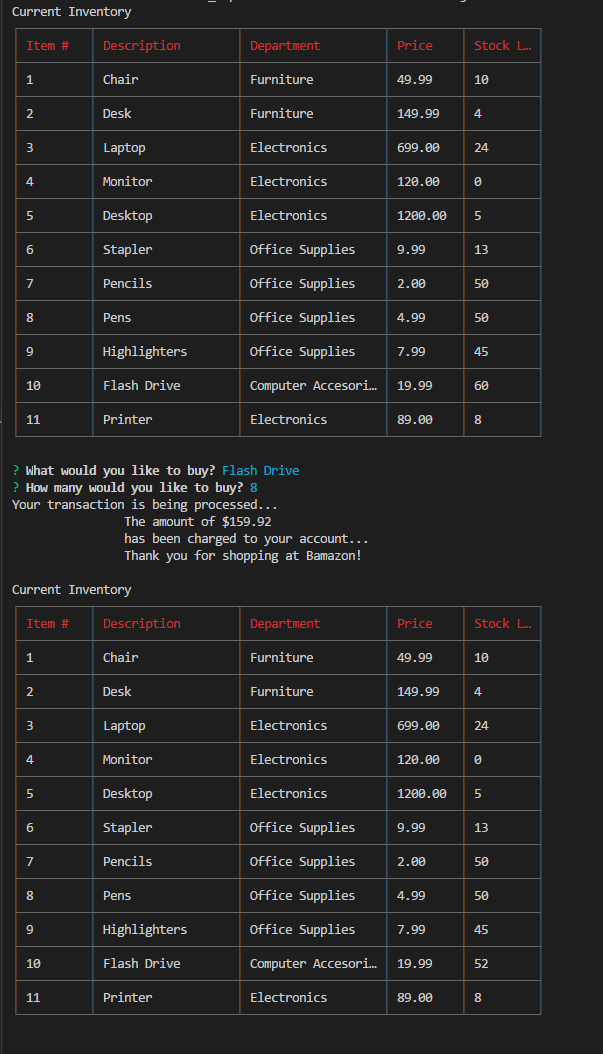 Current Inventory
Item # Description Department Price Stock L…
1 Chair Furniture 49.99 10
2 Desk Furniture 149.99 4
3 Laptop Electronics 699.00 24
4 Monitor Electronics 120.00 0
5 Desktop Electronics 1200.00 5
6 Stapler Office Supplies 9.99 13
7 Pencils Office Supplies 2.00 50
8 Pens Office Supplies 4.99 50
9 Highlighters Office Supplies 7.99 45
10 Flash Drive Computer Accesori… 19.99 60
11 Printer Electronics 89.00 8
? What would you like to buy? Flash Drive
? How many would you like to buy? 8
Your transaction is being processed...
The amount of $159.92
has been charged to your account...
Thank you for shopping at Bamazon!
Current Inventory
Item # Description Department Price Stock L…
1 Chair Furniture 49.99 10
2 Desk Furniture 149.99 4
3 Laptop Electronics 699.00 24
4 Monitor Electronics 120.00 0
5 Desktop Electronics 1200.00 5
6 Stapler Office Supplies 9.99 13
7 Pencils Office Supplies 2.00 50
8 Pens Office Supplies 4.99 50
9 Highlighters Office Supplies 7.99 45
10 Flash Drive Computer Accesori… 19.99 52
11 Printer Electronics 89.00 8